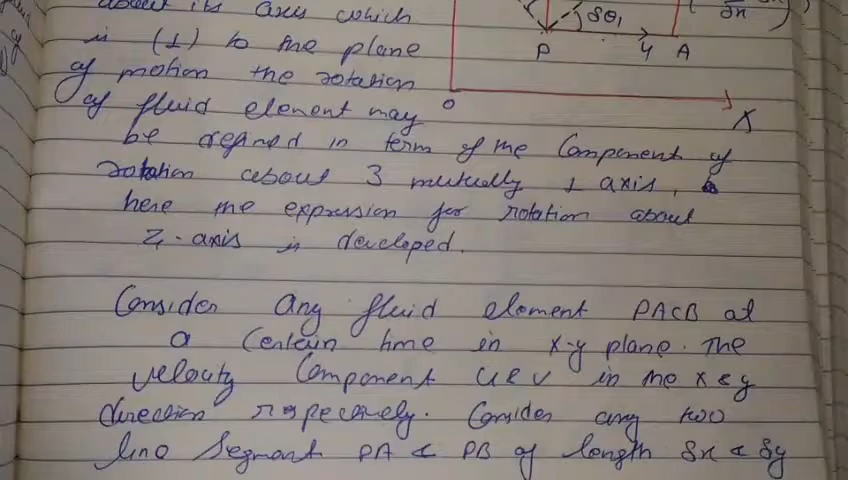 about its axis which
is (⊥) to the plane
of motion the rotation
of fluid element may
be defined in term of the Component of
rotation about 3 mutually ⊥ axis,
here the expression for rotation about
Z-axis is developed.
Consider any fluid element PACB at
a Certain time in x-y plane. The
velocity Component u & v in the x & y
direction respectively. Consider any two
line Segment PA & PB of length δx & δy
δθ1
P
A
O
X